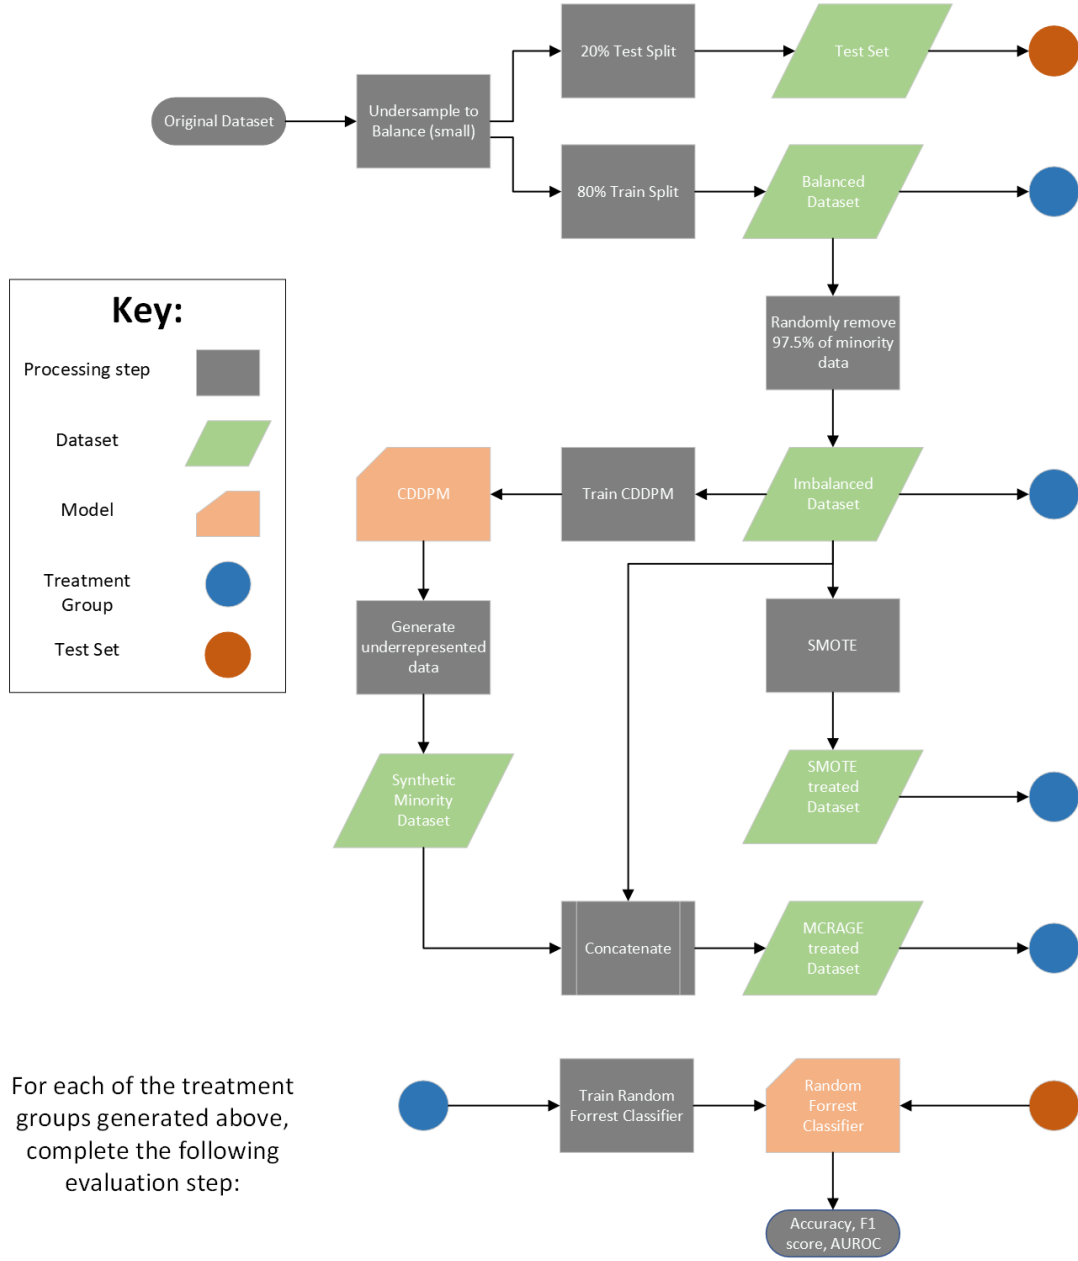 20% Test Split
Test Set
Original Dataset
Undersample to
Balance (small)
80% Train Split
Balanced
Dataset
Randomly remove
97.5% of minority
data
Key:
Processing step
Dataset
Model
Treatment
Group
Test Set
CDDPM
Train CDDPM
Imbalanced
Dataset
Generate
underrepresented
data
SMOTE
Synthetic
Minority
Dataset
SMOTE
treated
Dataset
Concatenate
MCRAGE
treated
Dataset
For each of the treatment
groups generated above,
complete the following
evaluation step:
Train Random
Forrest Classifier
Random
Forrest
Classifier
Accuracy, F1
score, AUROC